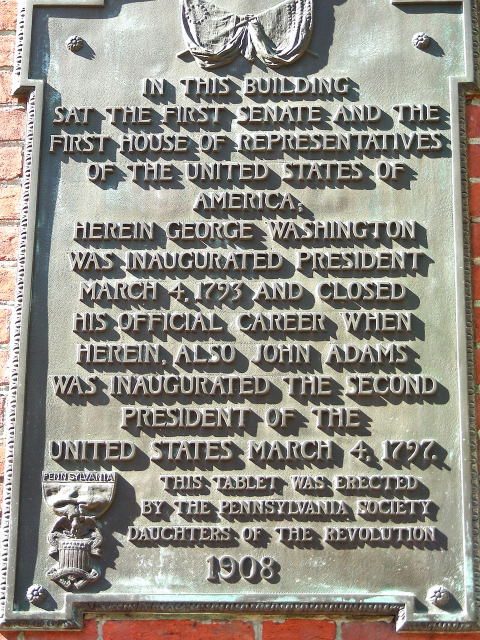 IN THIS BUILDING
SAT THE FIRST SENATE AND THE
FIRST HOUSE OF REPRESENTATIVES
OF THE UNITED STATES OF
AMERICA;
HEREIN GEORGE WASHINGTON
WAS INAUGURATED PRESIDENT
MARCH 4, 1793 AND CLOSED
HIS OFFICIAL CAREER WHEN
HEREIN, ALSO JOHN ADAMS
WAS INAUGURATED THE SECOND
PRESIDENT OF THE
UNITED STATES MARCH 4, 1797.
THIS TABLET WAS ERECTED
BY THE PENNSYLVANIA SOCIETY
DAUGHTERS OF THE REVOLUTION
1908
PENNSYLVANIA